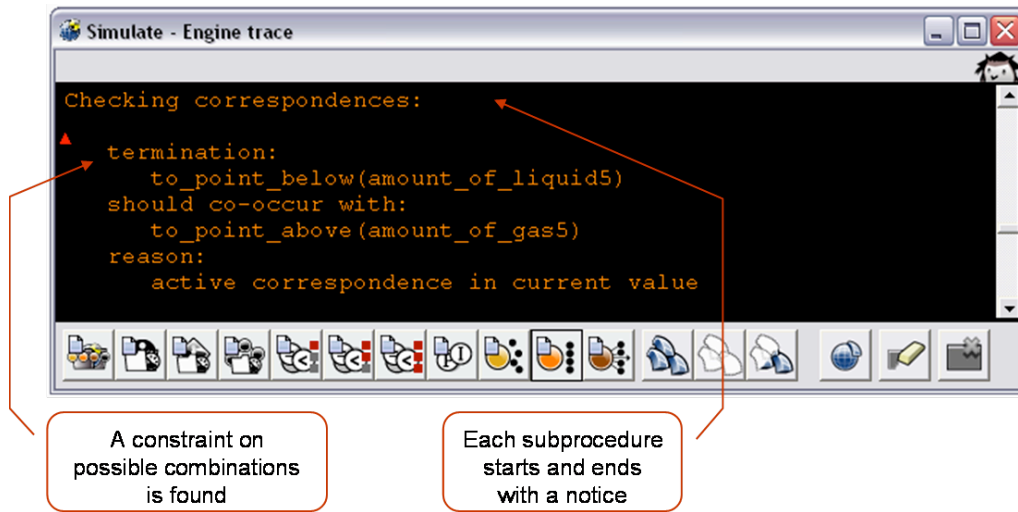 Simulate - Engine trace
Checking correspondences:
termination:
to_point_below(amount_of_liquid5)
should co-occur with:
to_point_above(amount_of_gas5)
reason:
active correspondence in current value
A constraint on
possible combinations
is found
Each subprocedure
starts and ends
with a notice